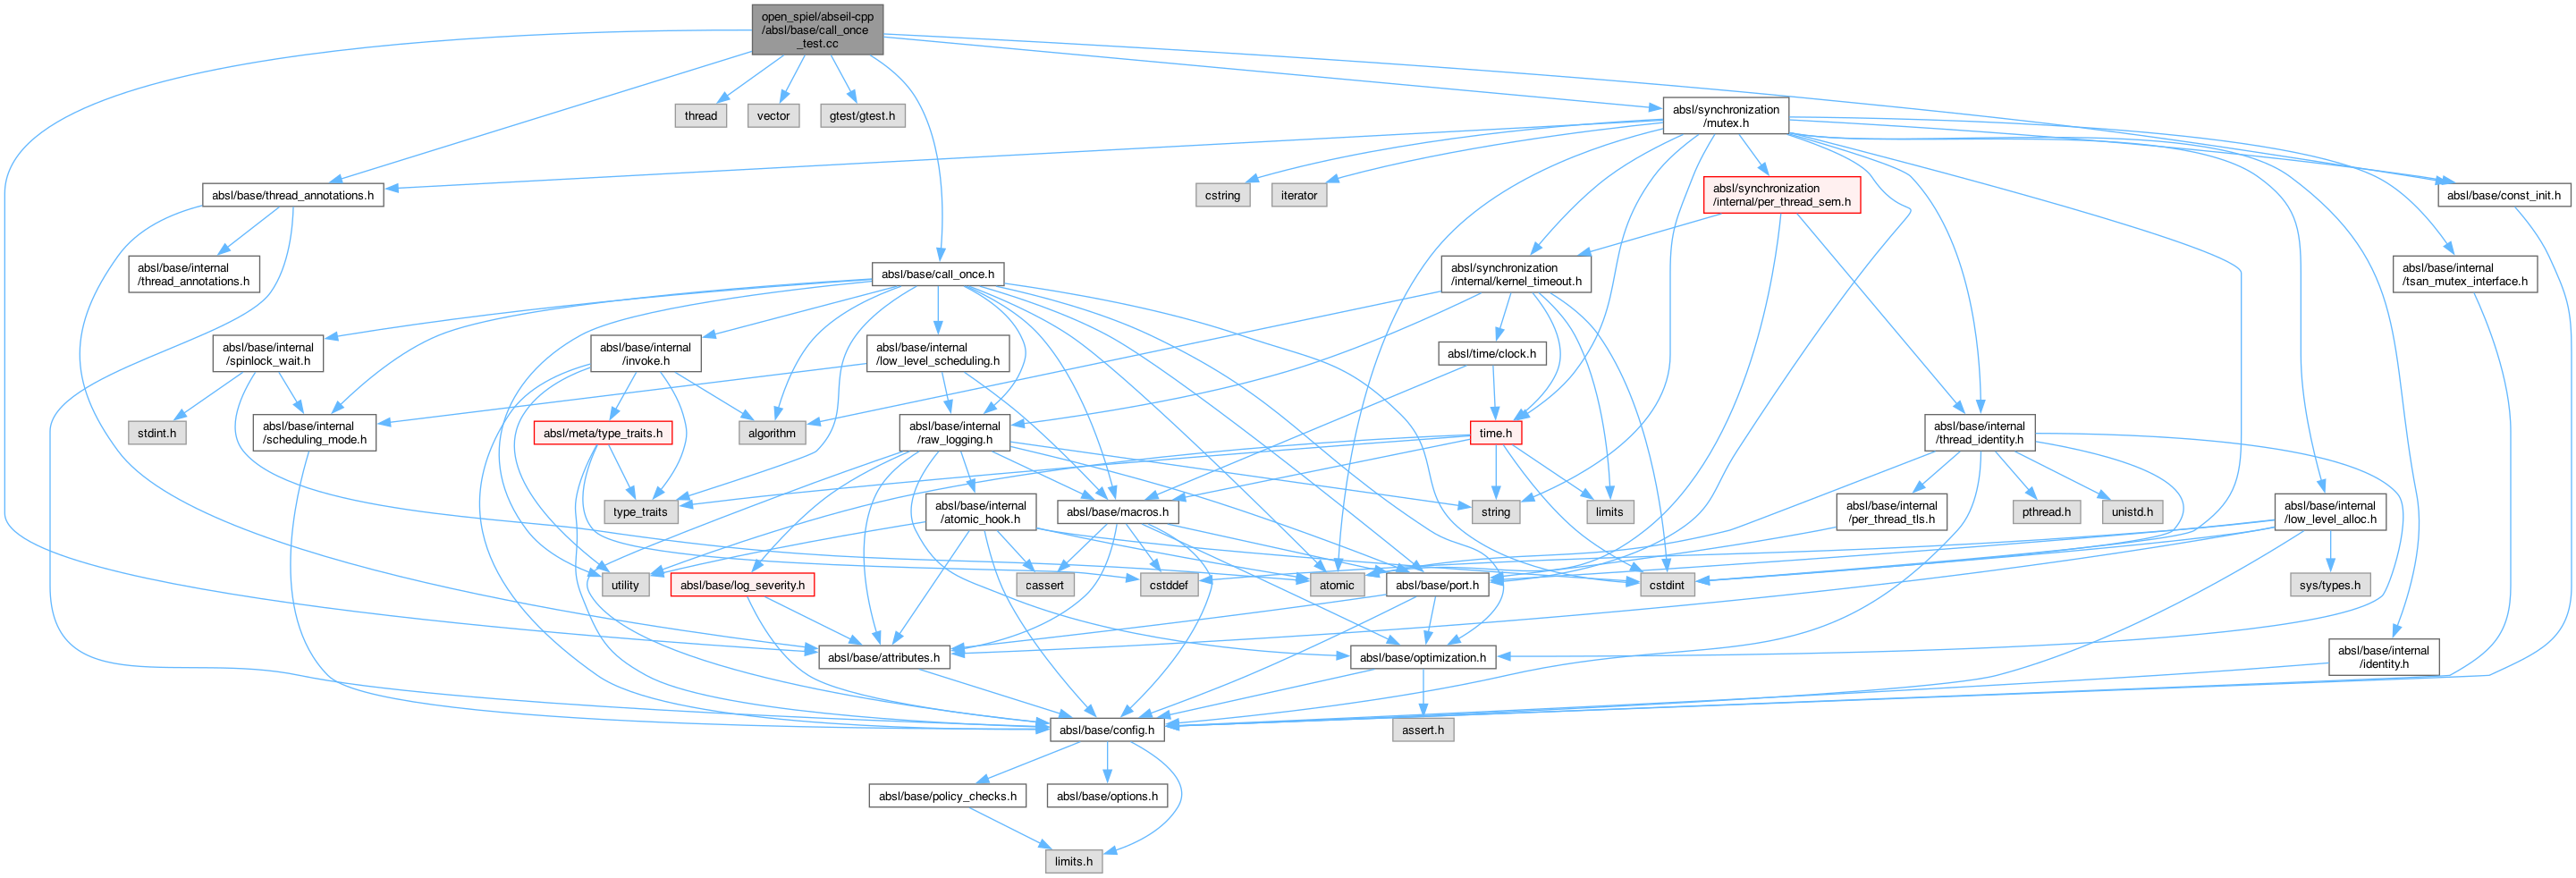 open_spiel/abseil-cpp
/absl/base/call_once
_test.cc
thread
vector
gtest/gtest.h
absl/synchronization
/mutex.h
absl/base/thread_annotations.h
cstring
iterator
absl/synchronization
/internal/per_thread_sem.h
absl/base/const_init.h
absl/base/internal
/thread_annotations.h
absl/base/call_once.h
absl/synchronization
/internal/kernel_timeout.h
absl/base/internal
/tsan_mutex_interface.h
absl/base/internal
/spinlock_wait.h
absl/base/internal
/invoke.h
absl/base/internal
/low_level_scheduling.h
absl/time/clock.h
stdint.h
absl/base/internal
/scheduling_mode.h
absl/meta/type_traits.h
algorithm
absl/base/internal
/raw_logging.h
time.h
absl/base/internal
/thread_identity.h
type_traits
absl/base/internal
/atomic_hook.h
absl/base/macros.h
string
limits
absl/base/internal
/per_thread_tls.h
pthread.h
unistd.h
absl/base/internal
/low_level_alloc.h
utility
absl/base/log_severity.h
cassert
cstddef
atomic
absl/base/port.h
cstdint
sys/types.h
absl/base/attributes.h
absl/base/optimization.h
absl/base/internal
/identity.h
absl/base/config.h
assert.h
absl/base/policy_checks.h
absl/base/options.h
limits.h